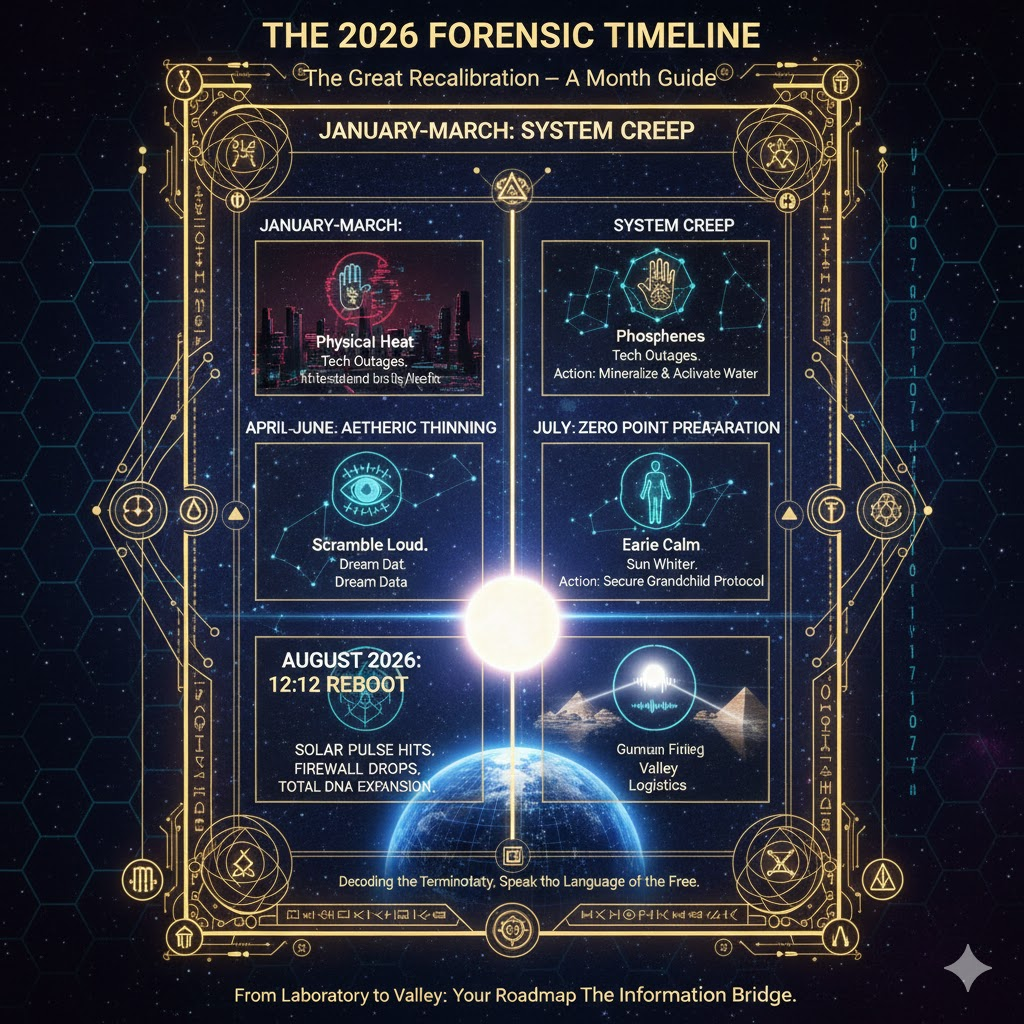 THE 2026 FORENSIC TIMELINE
The Great Recalibration – A Month Guide
JANUARY-MARCH: SYSTEM CREEP
JANUARY-MARCH:
Physical Heat
Tech Outages.
SYSTEM CREEP
Phosphenes
Tech Outages.
Action: Mineralize & Activate Water
APRIL-JUNE: AETHERIC THINNING
Scramble Loud.
Dream Dat.
Dream Data
JULY: ZERO POINT
Earie Calm
Sun Whiter.
Action: Secure Grandchild Protocol
AUGUST 2026:
12:12 REBOOT
SOLAR PULSE HITS.
FIREWALL DROPS.
TOTAL DNA EXPANSION.
Valley
Logistics
Decoding the Speak the Language of the Free.
From Laboratory to Valley: Your Roadmap The Information Bridge.